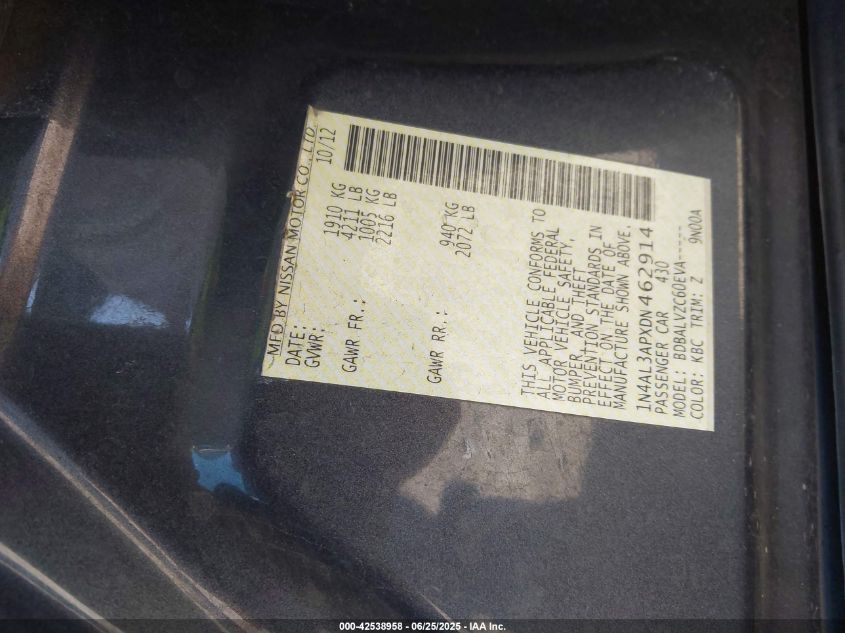 MFD BY NISSAN MOTOR CO., LTD.
DATE: 10/12
GVWR: 1910 KG
4211 LB
GAWR FR.: 1005 KG
2216 LB
GAWR RR.: 940 KG
2072 LB
THIS VEHICLE CONFORMS TO
ALL APPLICABLE FEDERAL
MOTOR VEHICLE SAFETY,
BUMPER, AND THEFT
PREVENTION STANDARDS IN
EFFECT ON THE DATE OF
MANUFACTURE SHOWN ABOVE.
1N4AL3APXDN462914
PASSENGER CAR 430
MODEL: BDBALVZC60EVA-----
COLOR: KBC TRIM: Z 9N00A
000-42538958 - 06/25/2025 - IAA Inc.